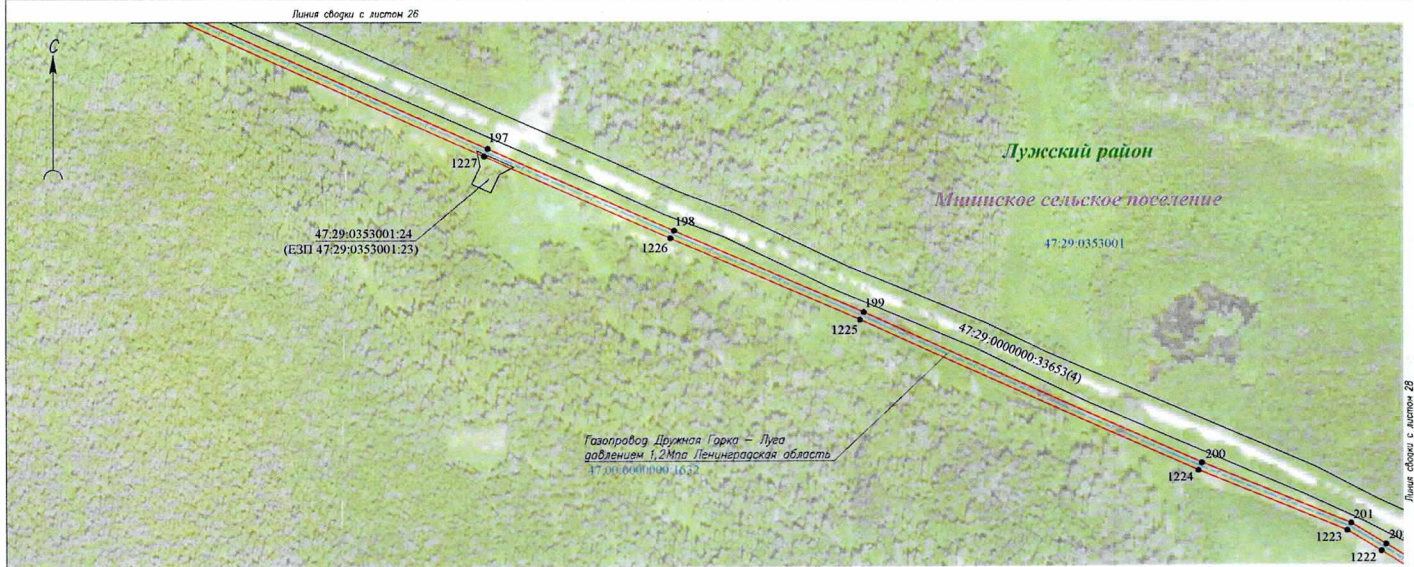 Линия сводки с листом 26
С
197
1227
Лужский район
Мшинское сельское поселение
198
47:29:0353001:24
(ЕЗП 47:29:0353001:23)
1226
47:29:0353001
199
1225
47:29:0000000:33653(4)
Линия сводки с листом 28
Газопровод Дружная Горка – Луга
давлением 1,2Мпа Ленинградская область
47:00:0000000:1632
200
1224
201
1223
20
1222